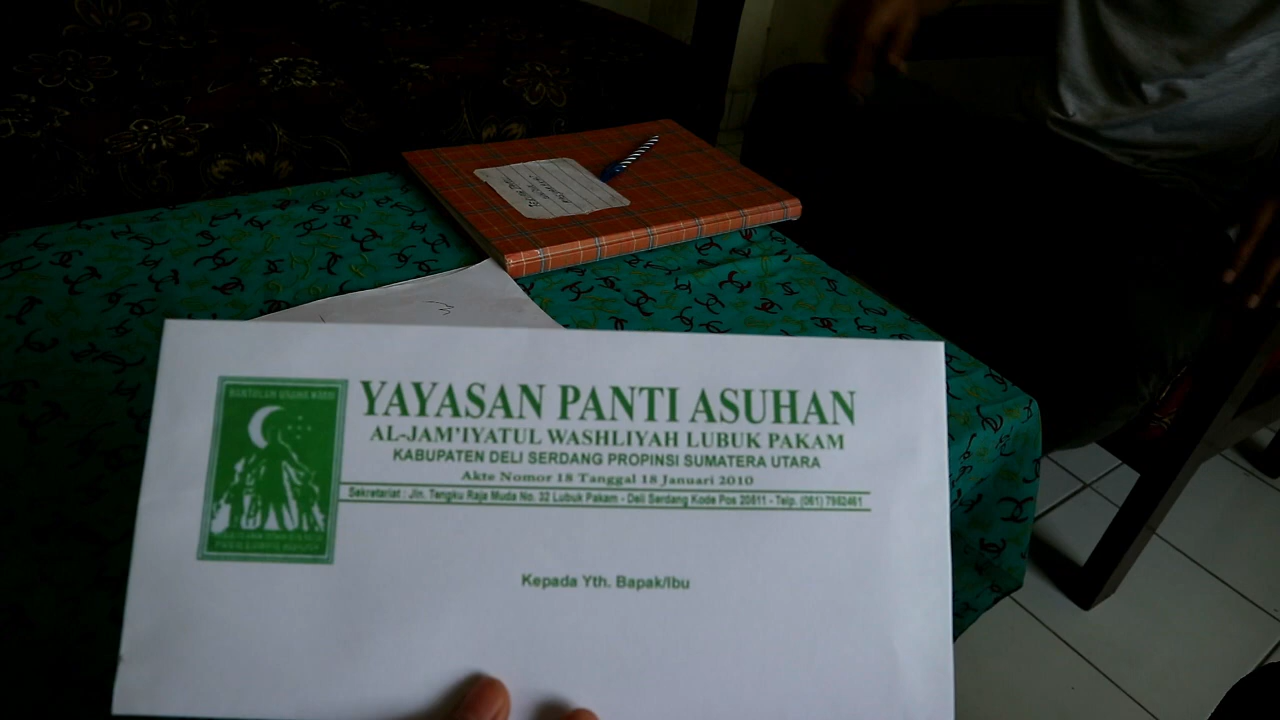 YAYASAN PANTI ASUHAN
AL-JAM'IYATUL WASHLIYAH LUBUK PAKAM
KABUPATEN DELI SERDANG PROPINSI SUMATERA UTARA
Akte Nomor 18 Tanggal 18 Januari 2010
Sekretariat : Jln. Tengku Raja Muda No. 32 Lubuk Pakam - Deli Serdang Kode Pos 20511 - Telp. (061) 7952461
Kepada Yth. Bapak/Ibu